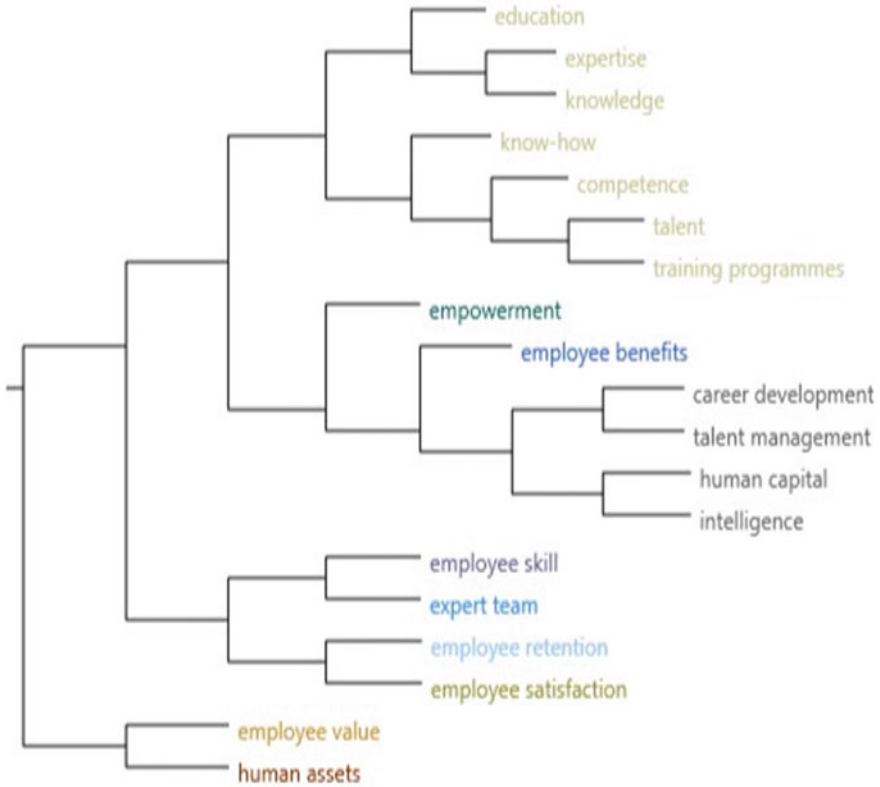 education
expertise
knowledge
know-how
competence
talent
training programmes
empowerment
employee benefits
career development
talent management
human capital
intelligence
employee skill
expert team
employee retention
employee satisfaction
employee value
human assets